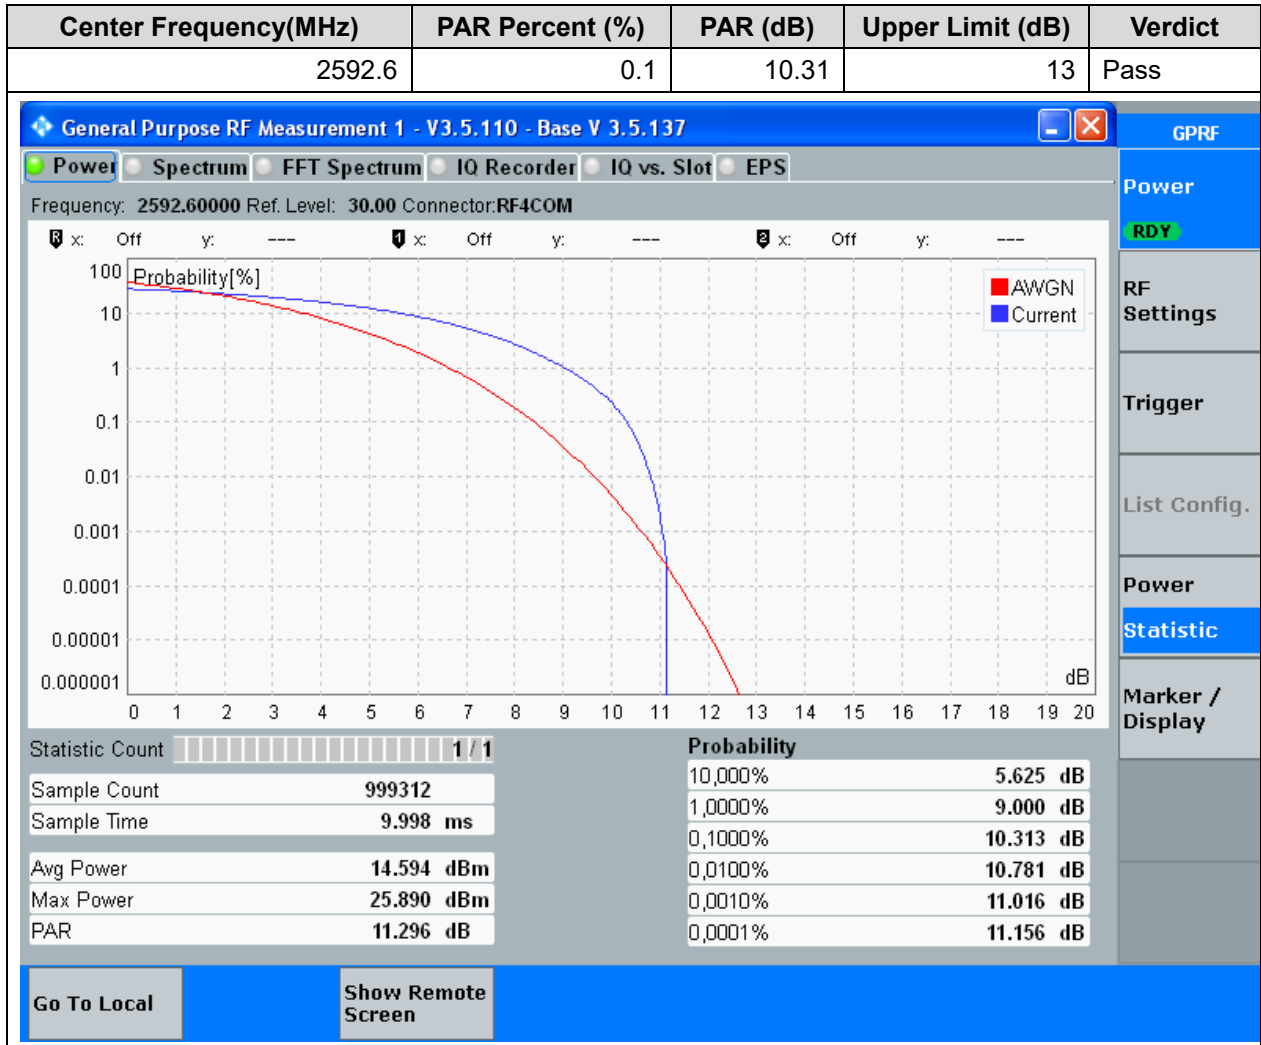 Center Frequency(MHz) PAR Percent (%) PAR (dB) Upper Limit (dB) Verdict
2592.6 0.1 10.31 13 Pass
General Purpose RF Measurement 1 - V3.5.110 - Base V 3.5.137
GPRF
Power Spectrum FFT Spectrum IQ Recorder IQ vs. Slot EPS
Power
RDY
Frequency: 2592.60000 Ref. Level: 30.00 Connector:RF4COM
R x: Off y: --- 1 x: Off y: --- 2 x: Off y: ---
Probability[%]
AWGN
Current
100
10
1
0.1
0.01
0.001
0.0001
0.00001
0.000001
dB
0 1 2 3 4 5 6 7 8 9 10 11 12 13 14 15 16 17 18 19 20
RF
Settings
Trigger
List Config.
Power
Statistic
Marker /
Display
Statistic Count 1 / 1
Sample Count 999312
Sample Time 9.998 ms
Avg Power 14.594 dBm
Max Power 25.890 dBm
PAR 11.296 dB
Probability
10,000% 5.625 dB
1,0000% 9.000 dB
0,1000% 10.313 dB
0,0100% 10.781 dB
0,0010% 11.016 dB
0,0001% 11.156 dB
Go To Local
Show Remote
Screen